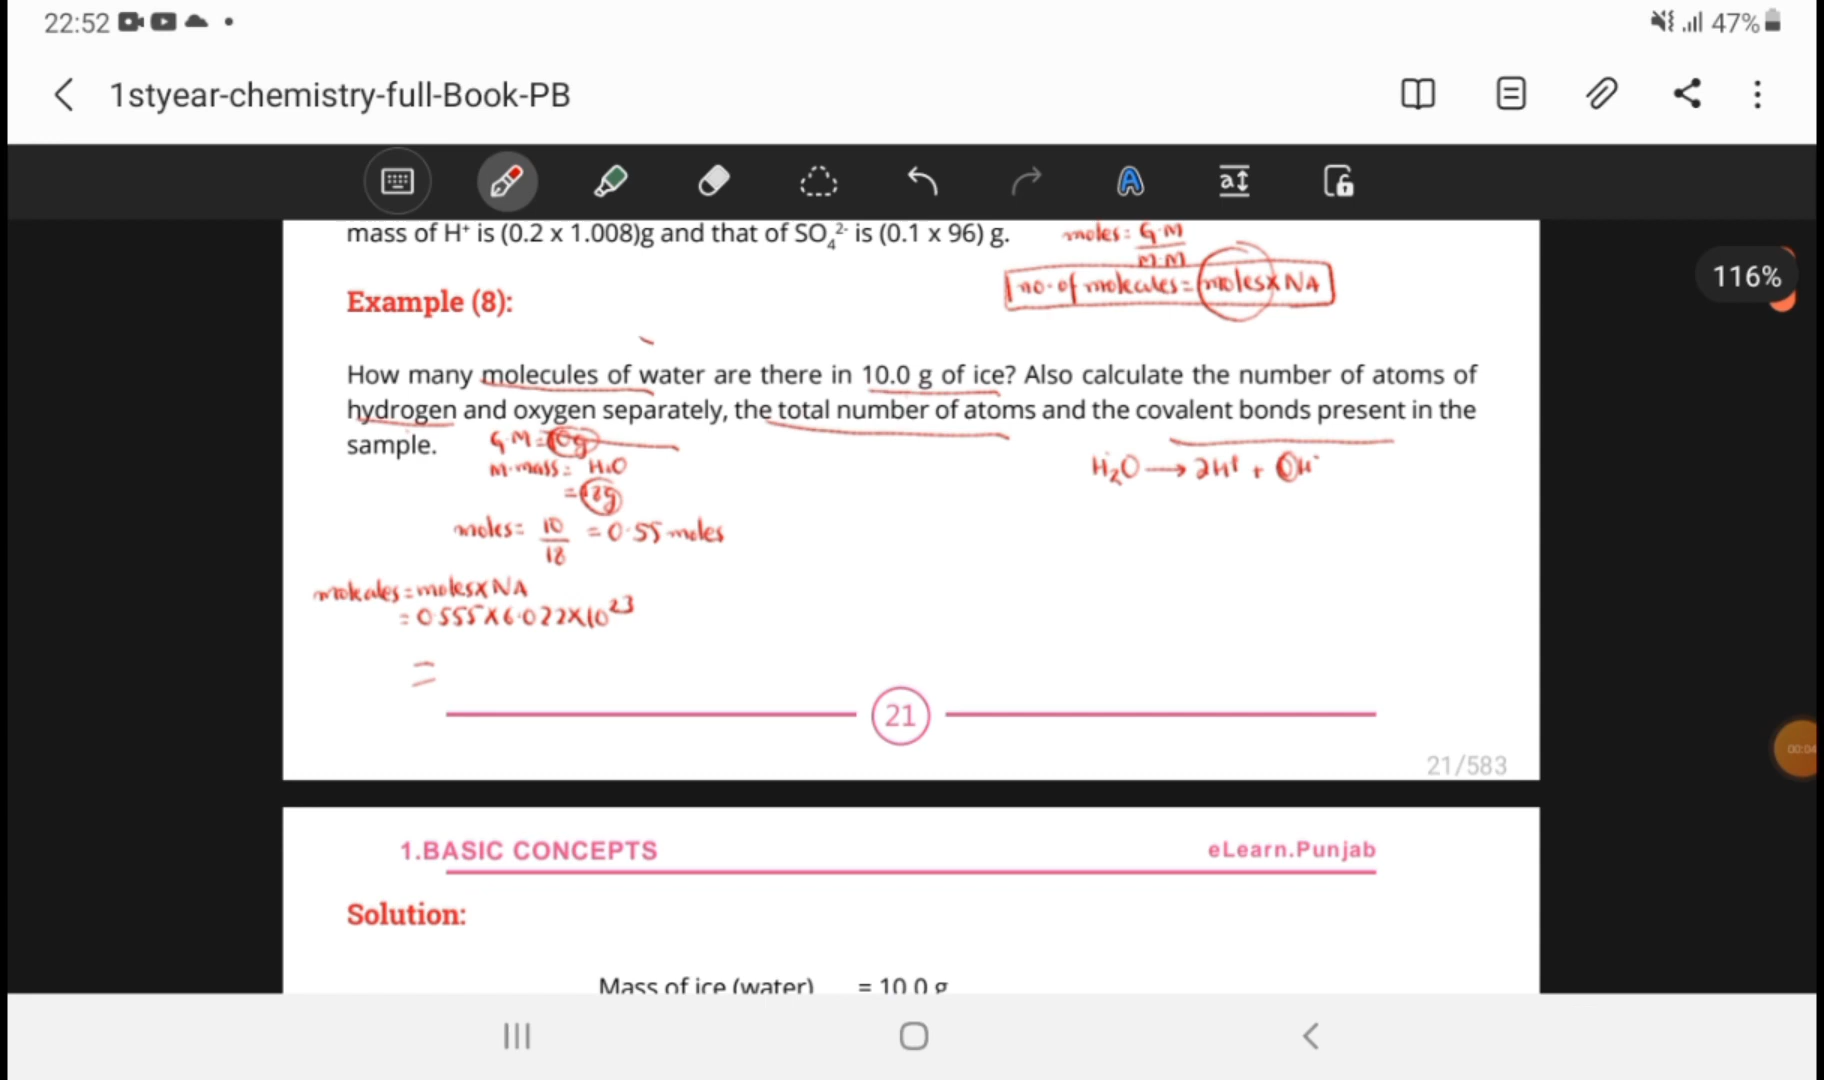 22:52
47%
1styear-chemistry-full-Book-PB
116%
mass of H⁺ is (0.2 x 1.008)g and that of SO₄²⁻ is (0.1 x 96) g.
moles: G.M
M.M
no. of molecules = moles x NA
Example (8):
How many molecules of water are there in 10.0 g of ice? Also calculate the number of atoms of
hydrogen and oxygen separately, the total number of atoms and the covalent bonds present in the
sample.
G.M = 10g
M.mass = H₂O
= 18g
H₂O → 2H⁺ + OH⁻
moles = 10/18 = 0.55 moles
molecules = moles x NA
= 0.555 x 6.022 x 10²³
=
21
21/583
00:04
1.BASIC CONCEPTS
eLearn.Punjab
Solution:
Mass of ice (water) = 10.0 g